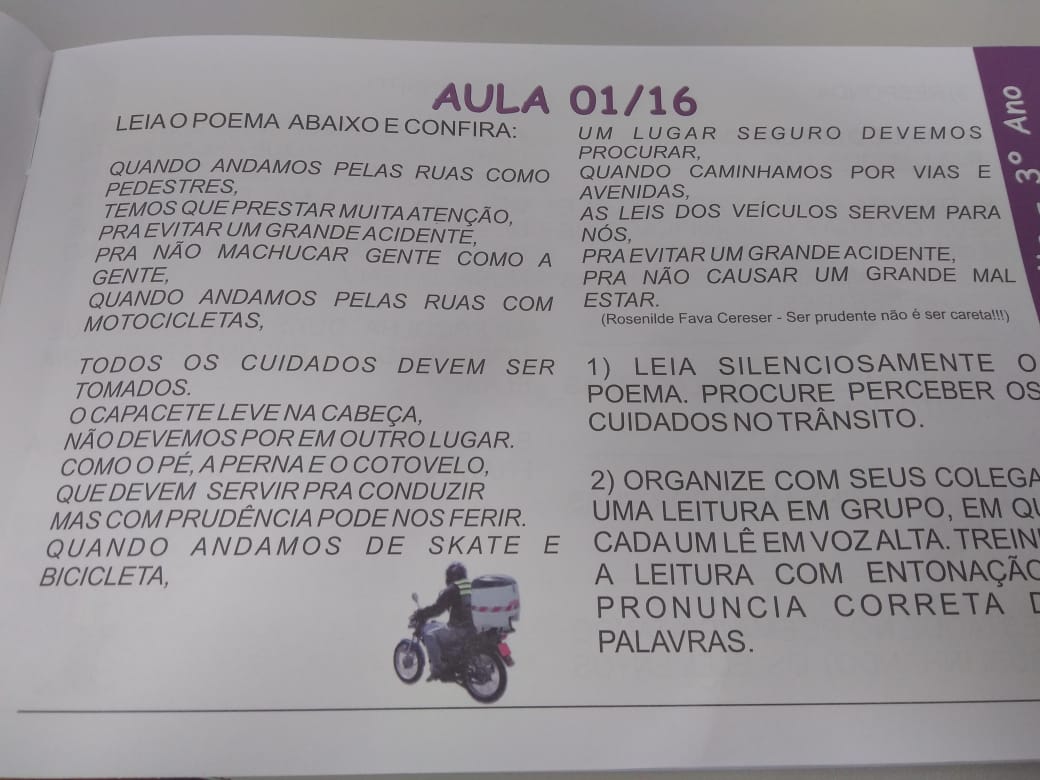 AULA 01/16
LEIA O POEMA ABAIXO E CONFIRA:
QUANDO ANDAMOS PELAS RUAS COMO
PEDESTRES,
TEMOS QUE PRESTAR MUITA ATENÇÃO,
PRA EVITAR UM GRANDE ACIDENTE,
PRA NÃO MACHUCAR GENTE COMO A
GENTE,
QUANDO ANDAMOS PELAS RUAS COM
MOTOCICLETAS,
TODOS OS CUIDADOS DEVEM SER
TOMADOS.
O CAPACETE LEVE NA CABEÇA,
NÃO DEVEMOS POR EM OUTRO LUGAR.
COMO O PÉ, A PERNA E O COTOVELO,
QUE DEVEM SERVIR PRA CONDUZIR
MAS COM PRUDÊNCIA PODE NOS FERIR.
QUANDO ANDAMOS DE SKATE E
BICICLETA,
UM LUGAR SEGURO DEVEMOS
PROCURAR,
QUANDO CAMINHAMOS POR VIAS E
AVENIDAS,
AS LEIS DOS VEÍCULOS SERVEM PARA
NÓS,
PRA EVITAR UM GRANDE ACIDENTE,
PRA NÃO CAUSAR UM GRANDE MAL
ESTAR.
(Rosenilde Fava Cereser - Ser prudente não é ser careta!!!)
1) LEIA SILENCIOSAMENTE O
POEMA. PROCURE PERCEBER OS
CUIDADOS NO TRÂNSITO.
2) ORGANIZE COM SEUS COLEGA
UMA LEITURA EM GRUPO, EM QU
CADA UM LÊ EM VOZ ALTA. TREIN
A LEITURA COM ENTONAÇÃO
PRONUNCIA CORRETA D
PALAVRAS.
3º Ano